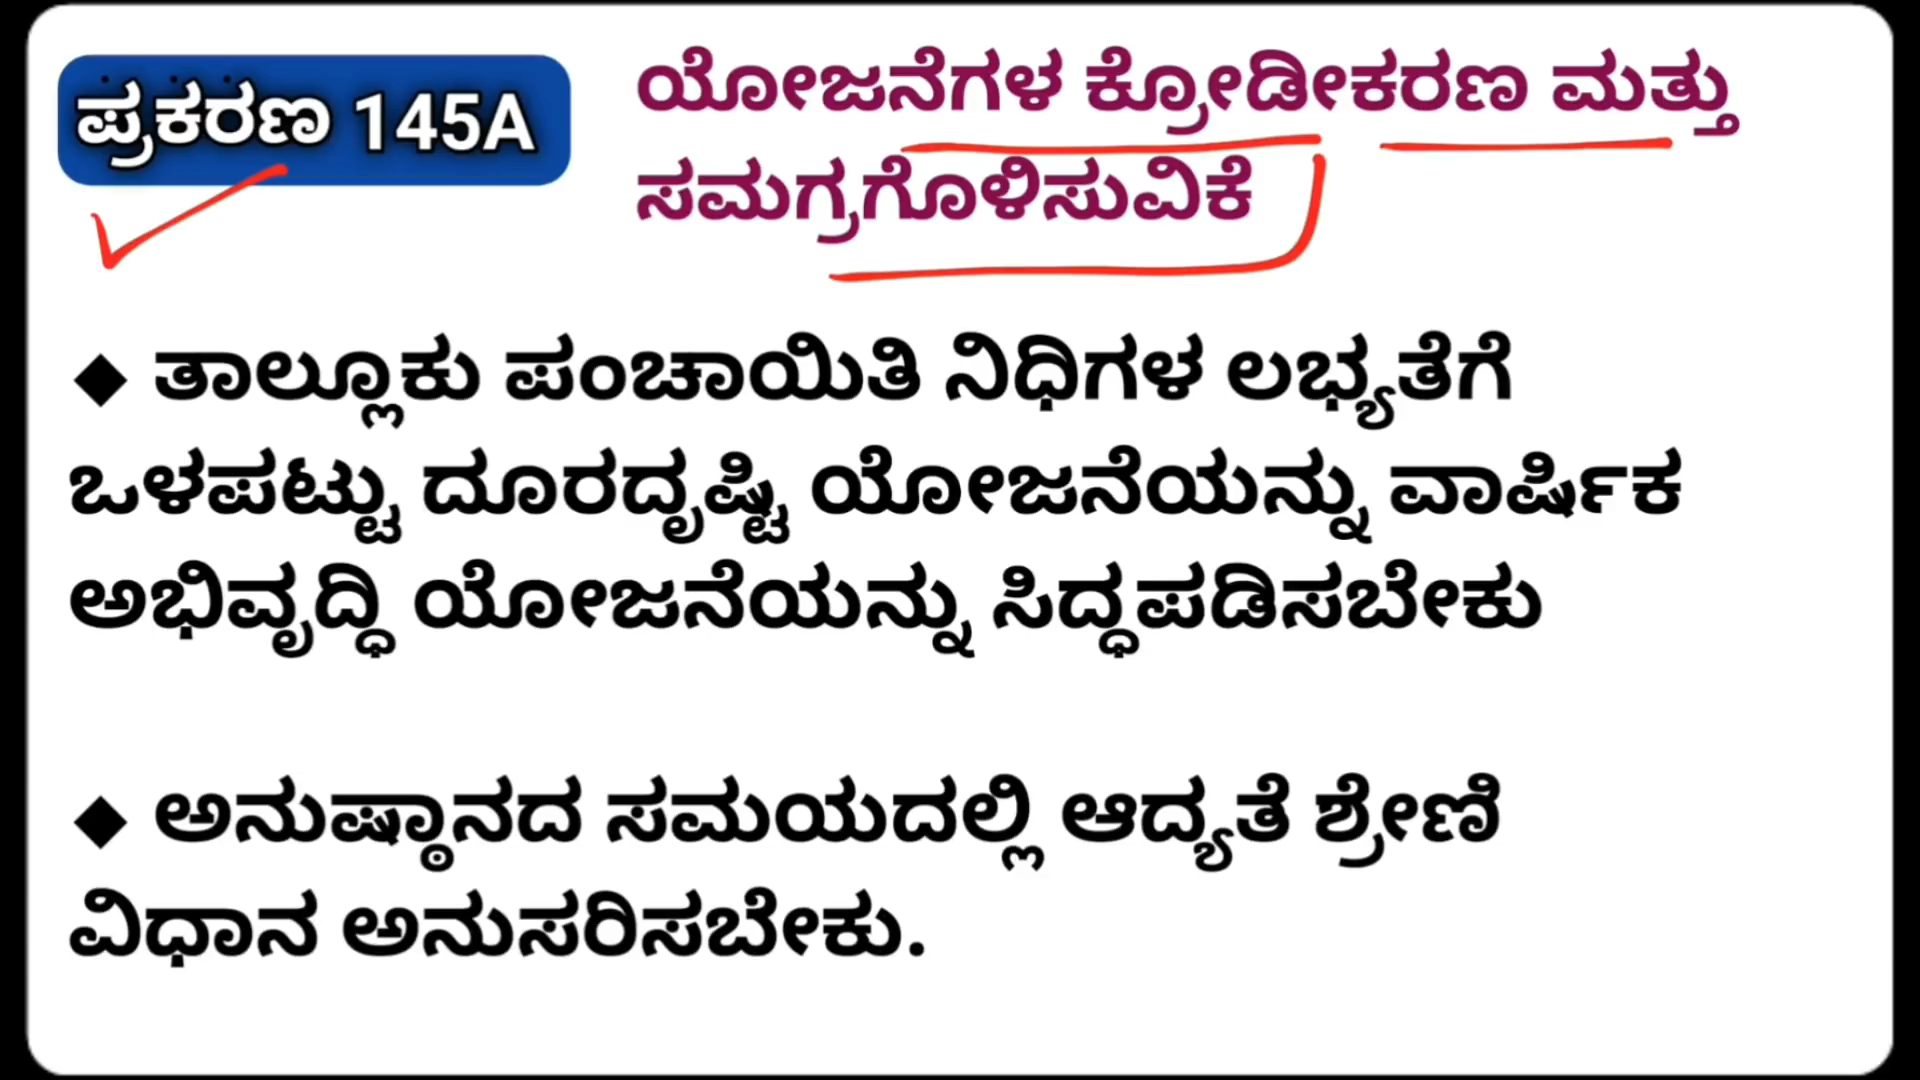 ಪ್ರಕರಣ 145A
ಯೋಜನೆಗಳ ಕ್ರೋಡೀಕರಣ ಮತ್ತು
ಸಮಗ್ರಗೊಳಿಸುವಿಕೆ
◆ ತಾಲ್ಲೂಕು ಪಂಚಾಯಿತಿ ನಿಧಿಗಳ ಲಭ್ಯತೆಗೆ
ಒಳಪಟ್ಟು ದೂರದೃಷ್ಟಿ ಯೋಜನೆಯನ್ನು ವಾರ್ಷಿಕ
ಅಭಿವೃದ್ಧಿ ಯೋಜನೆಯನ್ನು ಸಿದ್ಧಪಡಿಸಬೇಕು
◆ ಅನುಷ್ಠಾನದ ಸಮಯದಲ್ಲಿ ಆದ್ಯತೆ ಶ್ರೇಣಿ
ವಿಧಾನ ಅನುಸರಿಸಬೇಕು.